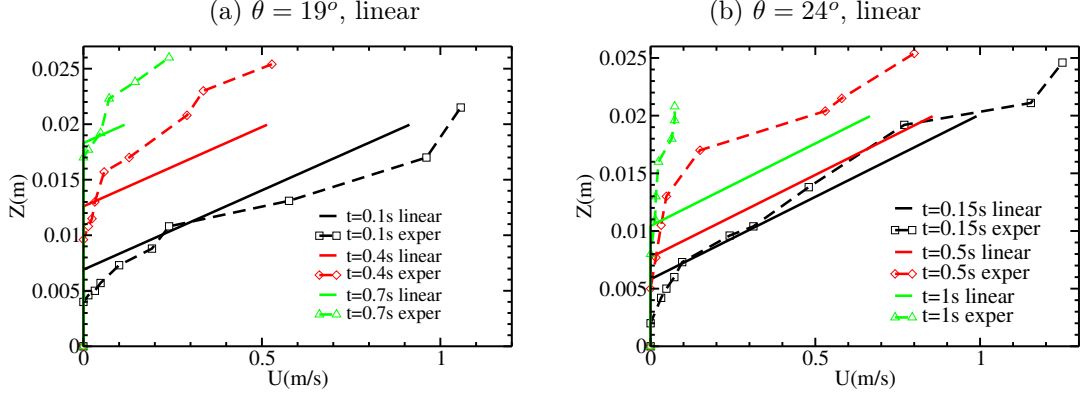 (a) θ = 19°, linear
Z(m)
0.025
0.02
0.015
0.01
0.005
0
0
0.5
1
U(m/s)
t=0.1s linear
t=0.1s exper
t=0.4s linear
t=0.4s exper
t=0.7s linear
t=0.7s exper
(b) θ = 24°, linear
Z(m)
0.025
0.02
0.015
0.01
0.005
0
0
0.5
1
U(m/s)
t=0.15s linear
t=0.15s exper
t=0.5s linear
t=0.5s exper
t=1s linear
t=1s exper